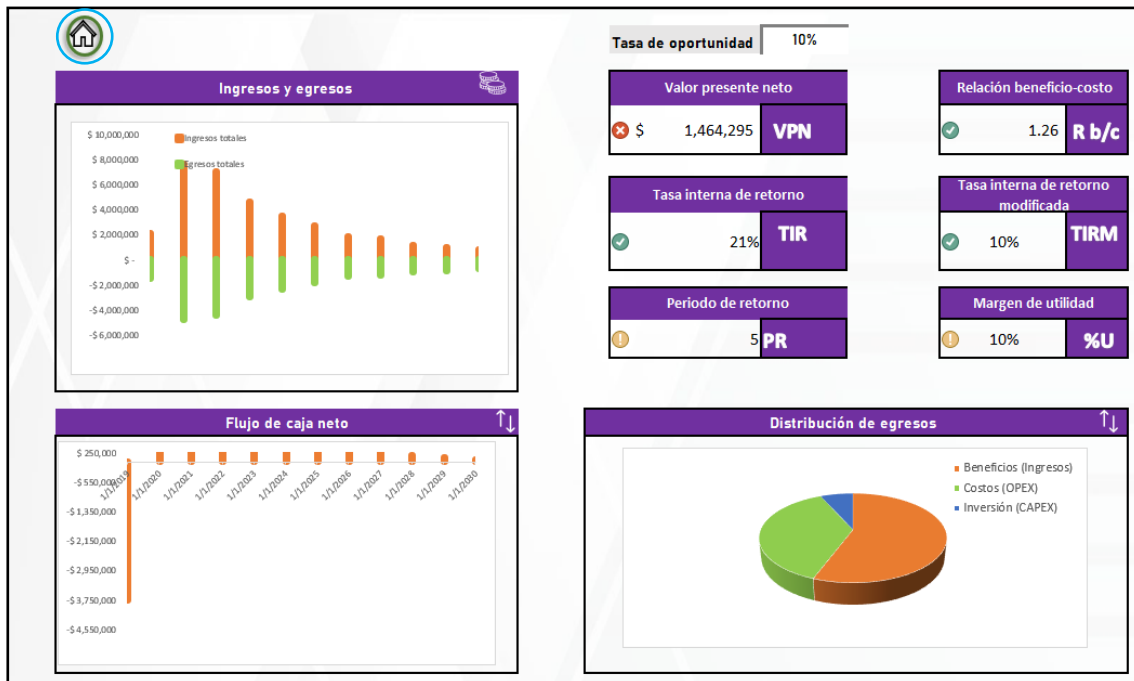 Tasa de oportunidad 10%
Ingresos y egresos
$ 10,000,000
$ 8,000,000
$ 6,000,000
$ 4,000,000
$ 2,000,000
$ -
-$ 2,000,000
-$ 4,000,000
-$ 6,000,000
Ingresos totales
Egresos totales
Valor presente neto
$ 1,464,295 VPN
Relación beneficio-costo
1.26 R b/c
Tasa interna de retorno
21% TIR
Tasa interna de retorno
modificada
10% TIRM
Periodo de retorno
5 PR
Margen de utilidad
10% %U
Flujo de caja neto
$ 250,000
-$ 550,000
-$ 1,350,000
-$ 2,150,000
-$ 2,950,000
-$ 3,750,000
-$ 4,550,000
1/1/2019
1/1/2020
1/1/2021
1/1/2022
1/1/2023
1/1/2024
1/1/2025
1/1/2026
1/1/2027
1/1/2028
1/1/2029
1/1/2030
Distribución de egresos
Beneficios (Ingresos)
Costos (OPEX)
Inversión (CAPEX)